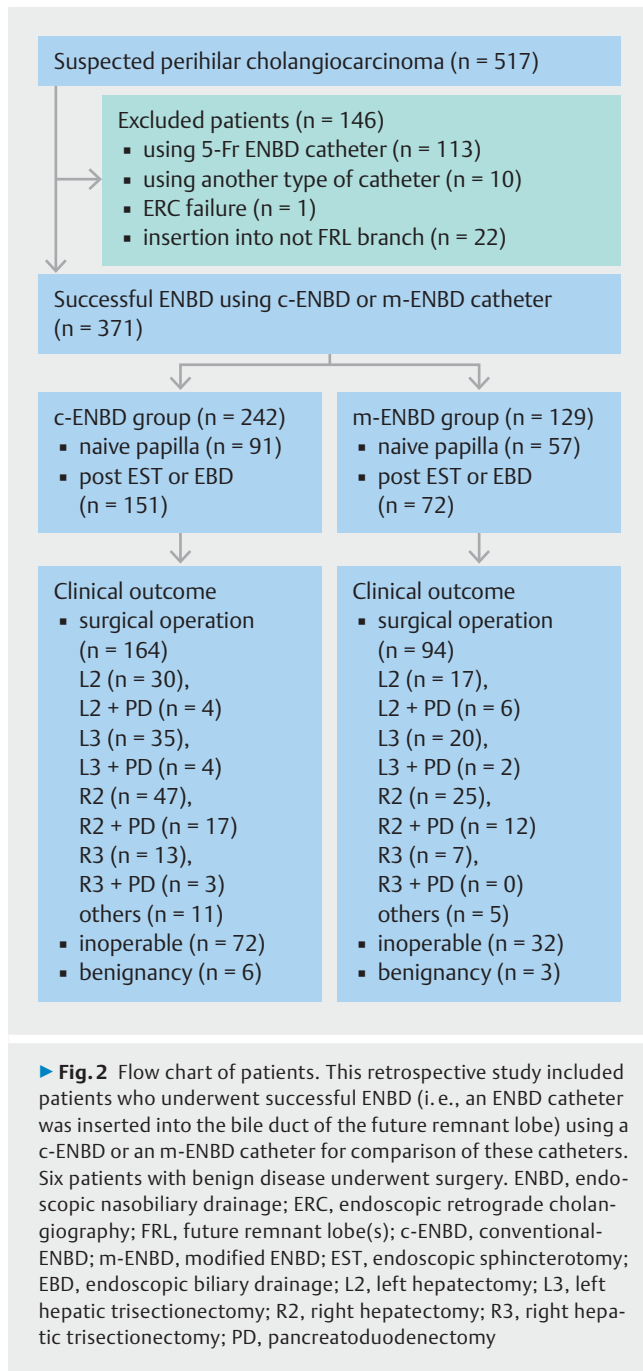 Suspected perihilar cholangiocarcinoma (n = 517)
Excluded patients (n = 146)
▪ using 5-Fr ENBD catheter (n = 113)
▪ using another type of catheter (n = 10)
▪ ERC failure (n = 1)
▪ insertion into not FRL branch (n = 22)
Successful ENBD using c-ENBD or m-ENBD catheter
(n = 371)
c-ENBD group (n = 242)
▪ naive papilla (n = 91)
▪ post EST or EBD
(n = 151)
m-ENBD group (n = 129)
▪ naive papilla (n = 57)
▪ post EST or EBD
(n = 72)
Clinical outcome
▪ surgical operation
(n = 164)
L2 (n = 30),
L2 + PD (n = 4)
L3 (n = 35),
L3 + PD (n = 4)
R2 (n = 47),
R2 + PD (n = 17)
R3 (n = 13),
R3 + PD (n = 3)
others (n = 11)
▪ inoperable (n = 72)
▪ benignancy (n = 6)
Clinical outcome
▪ surgical operation
(n = 94)
L2 (n = 17),
L2 + PD (n = 6)
L3 (n = 20),
L3 + PD (n = 2)
R2 (n = 25),
R2 + PD (n = 12)
R3 (n = 7),
R3 + PD (n = 0)
others (n = 5)
▪ inoperable (n = 32)
▪ benignancy (n = 3)
▶ Fig. 2 Flow chart of patients. This retrospective study included
patients who underwent successful ENBD (i. e., an ENBD catheter
was inserted into the bile duct of the future remnant lobe) using a
c-ENBD or an m-ENBD catheter for comparison of these catheters.
Six patients with benign disease underwent surgery. ENBD, endo-
scopic nasobiliary drainage; ERC, endoscopic retrograde cholan-
giography; FRL, future remnant lobe(s); c-ENBD, conventional-
ENBD; m-ENBD, modified ENBD; EST, endoscopic sphincterotomy;
EBD, endoscopic biliary drainage; L2, left hepatectomy; L3, left
hepatic trisectionectomy; R2, right hepatectomy; R3, right hepa-
tic trisectionectomy; PD, pancreatoduodenectomy